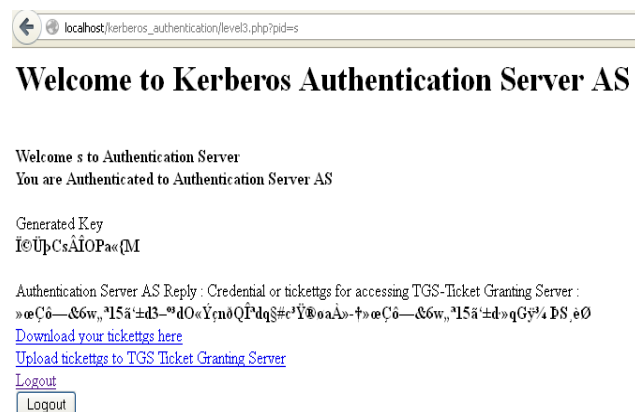 localhost/kerberos_authentication/level3.php?pid=s
Welcome to Kerberos Authentication Server AS
Welcome s to Authentication Server
You are Authenticated to Authentication Server AS
Generated Key
Ï©ÜþCsÂÎOPa«{M
Authentication Server AS Reply : Credential or tickettgs for accessing TGS-Ticket Granting Server :
Download your tickettgs here
Upload tickettgs to TGS Ticket Granting Server
Logout
Logout